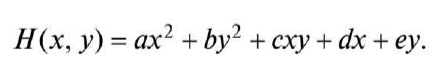 H(x, y) = ax² + by² + cxy + dx + ey.